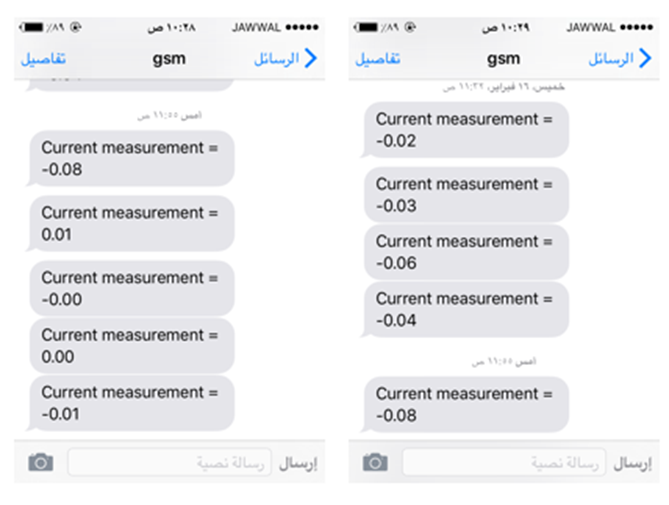 JAWWAL ١٠:٢٨ ص ٪٨٩
الرسائل gsm تفاصيل
امس ١١:٥٥ ص
Current measurement =
-0.08
Current measurement =
0.01
Current measurement =
-0.00
Current measurement =
0.00
Current measurement =
-0.01
إرسال رسالة نصية
JAWWAL ١٠:٢٩ ص ٪٨٩
الرسائل gsm تفاصيل
خميس، ١٦ فبراير، ١١:٣٢ ص
Current measurement =
-0.02
Current measurement =
-0.03
Current measurement =
-0.06
Current measurement =
-0.04
امس ١١:٥٥ ص
Current measurement =
-0.08
إرسال رسالة نصية